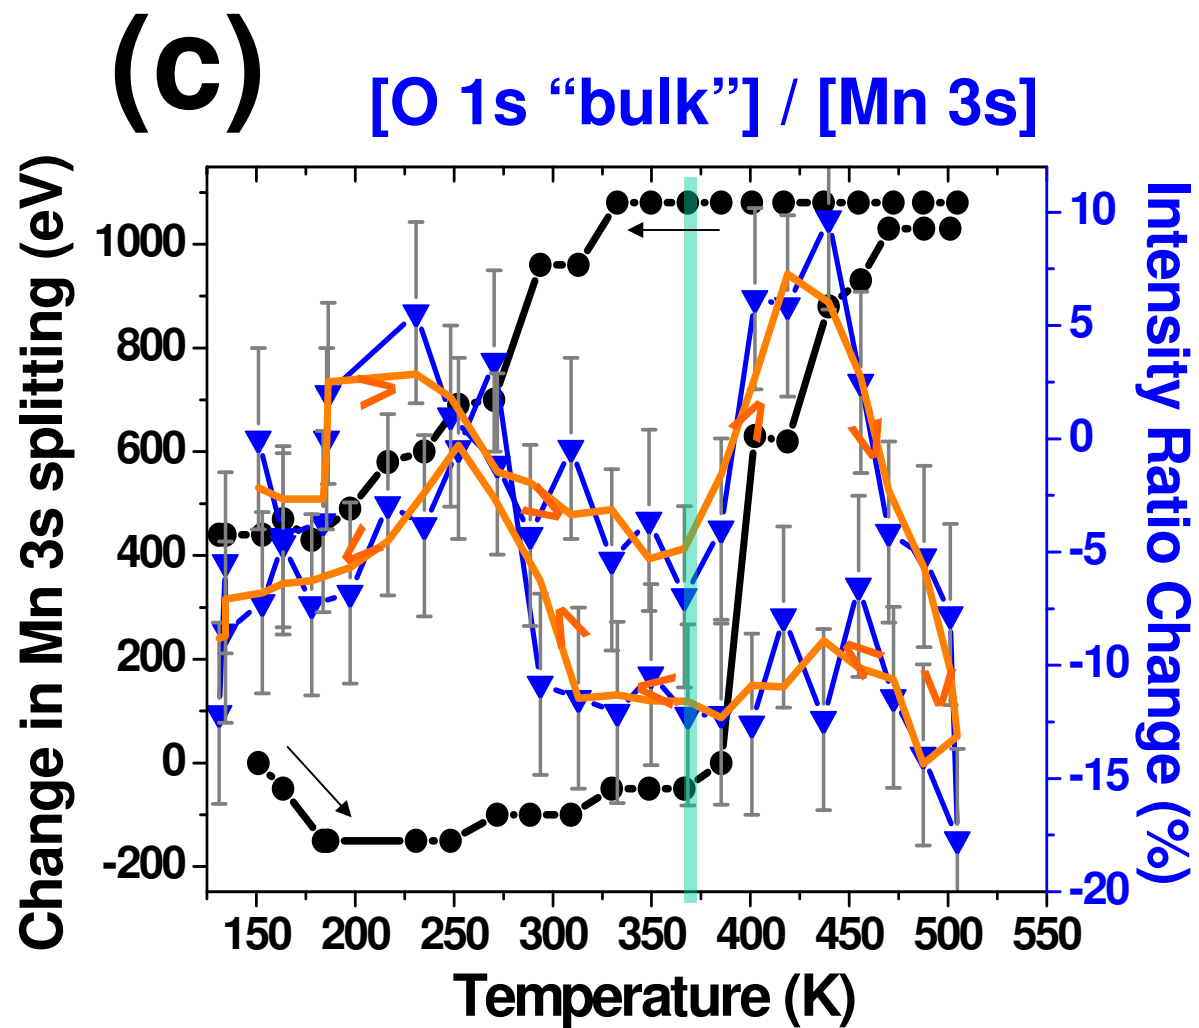 (c)
[O 1s “bulk”] / [Mn 3s]
Change in Mn 3s splitting (eV)
1000
800
600
400
200
0
-200
10
5
0
-5
-10
-15
-20
Intensity Ratio Change (%)
150 200 250 300 350 400 450 500 550
Temperature (K)